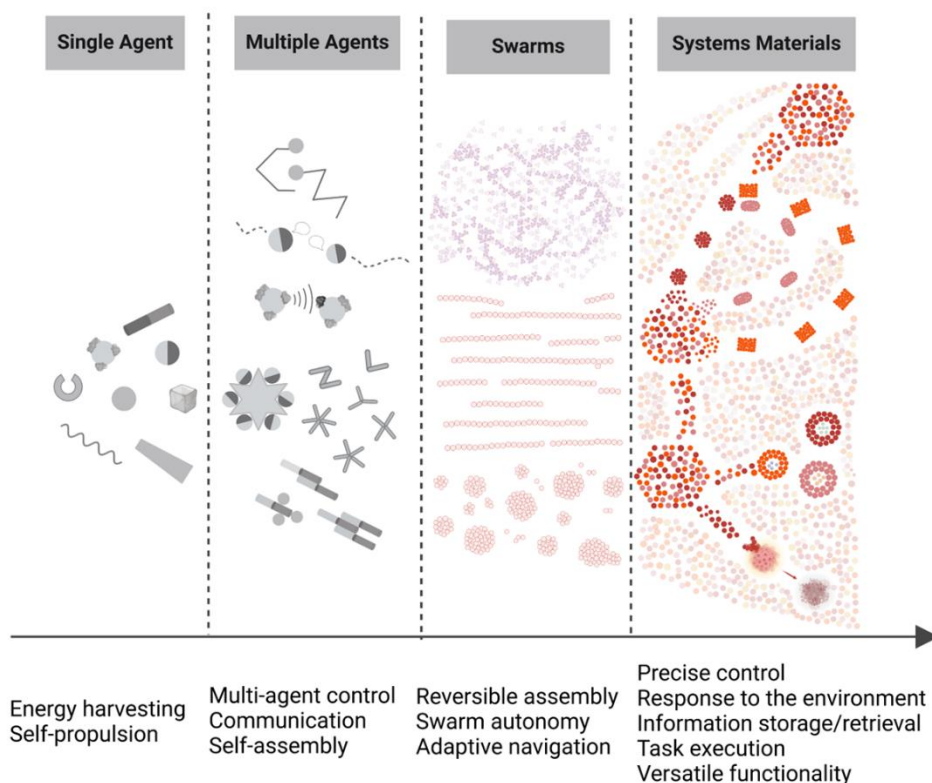 Single Agent
Multiple Agents
Swarms
Systems Materials
Energy harvesting
Self-propulsion
Multi-agent control
Communication
Self-assembly
Reversible assembly
Swarm autonomy
Adaptive navigation
Precise control
Response to the environment
Information storage/retrieval
Task execution
Versatile functionality